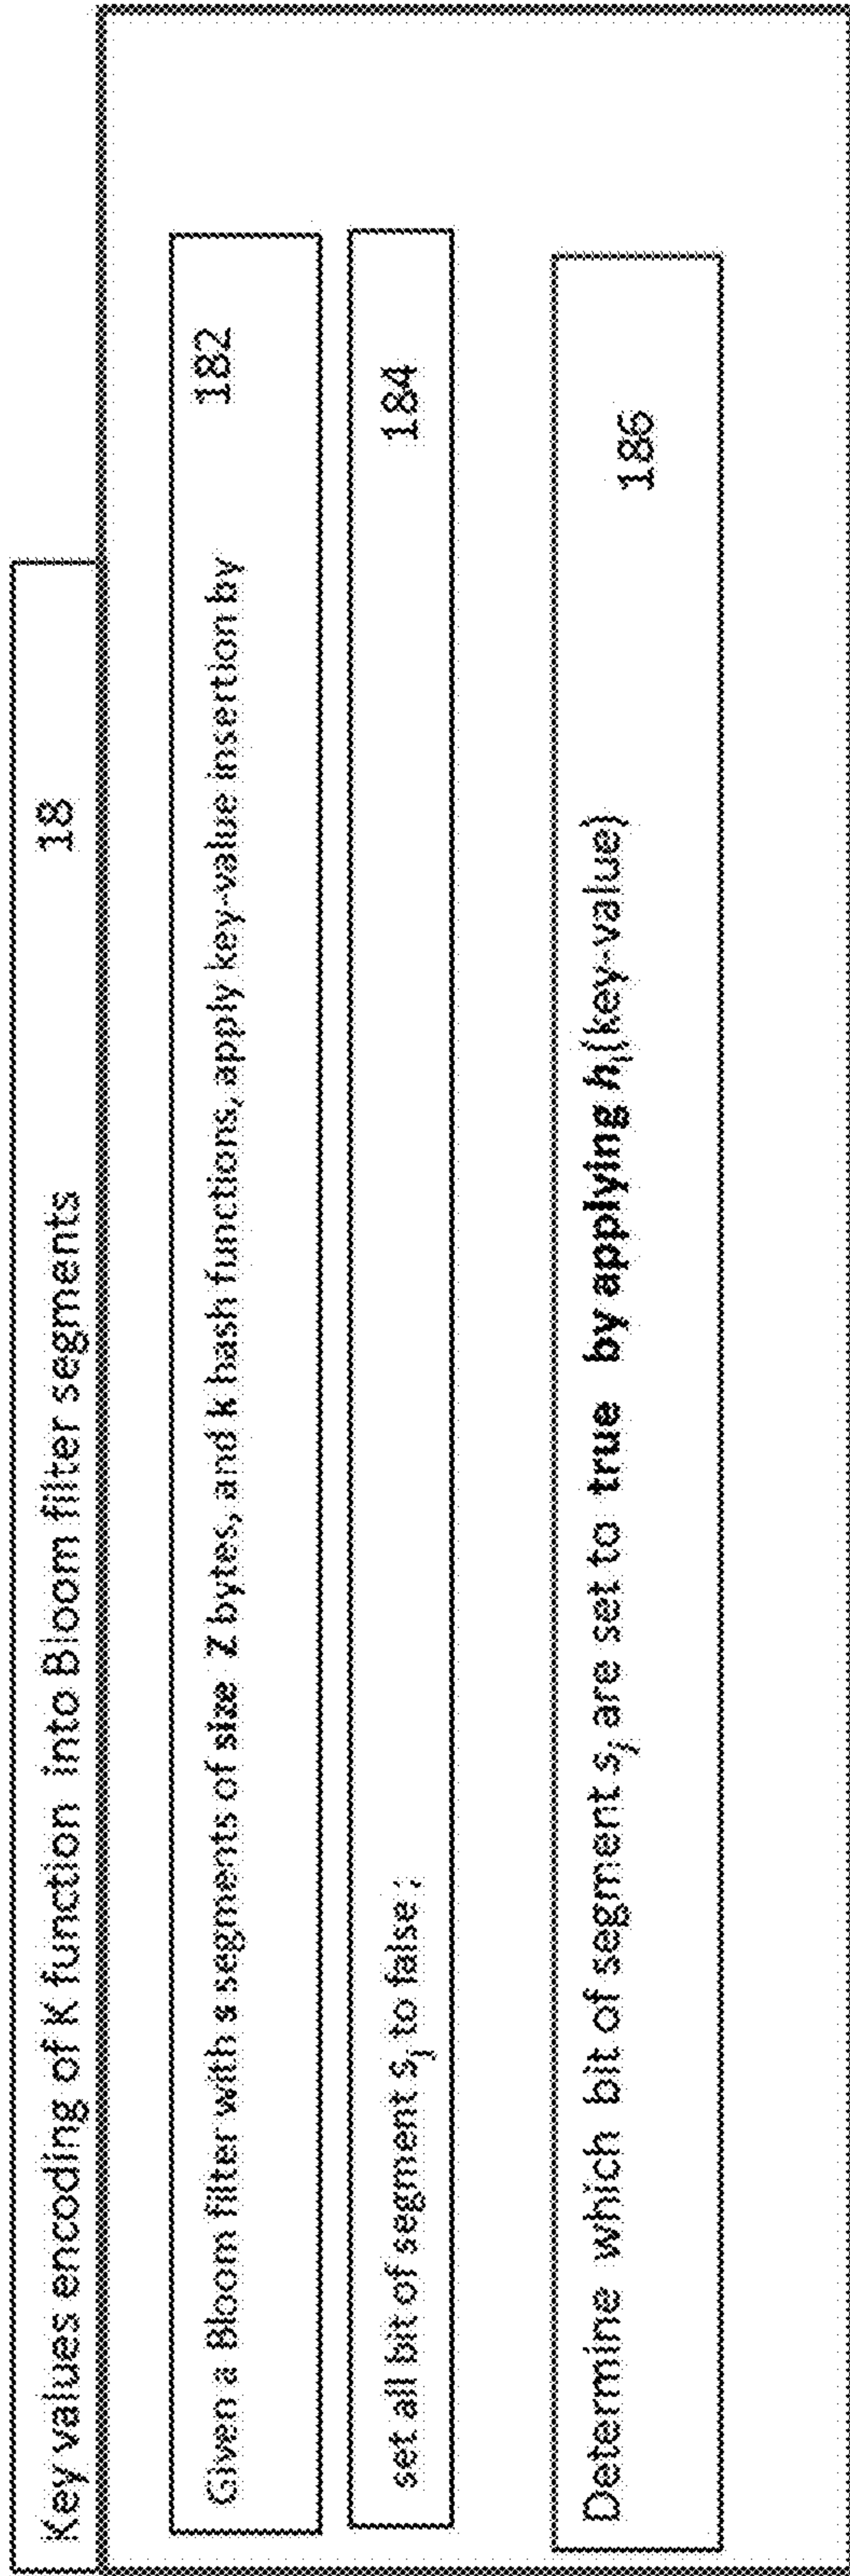 Key values encoding of K function into Bloom filter segments 18
Given a Bloom filter with s segments of size Z bytes, and k hash functions, apply key-value insertion by 182
set all bit of segment sj to false ; 184
Determine which bit of segment sj are set to true by applying hi(key-value) 186